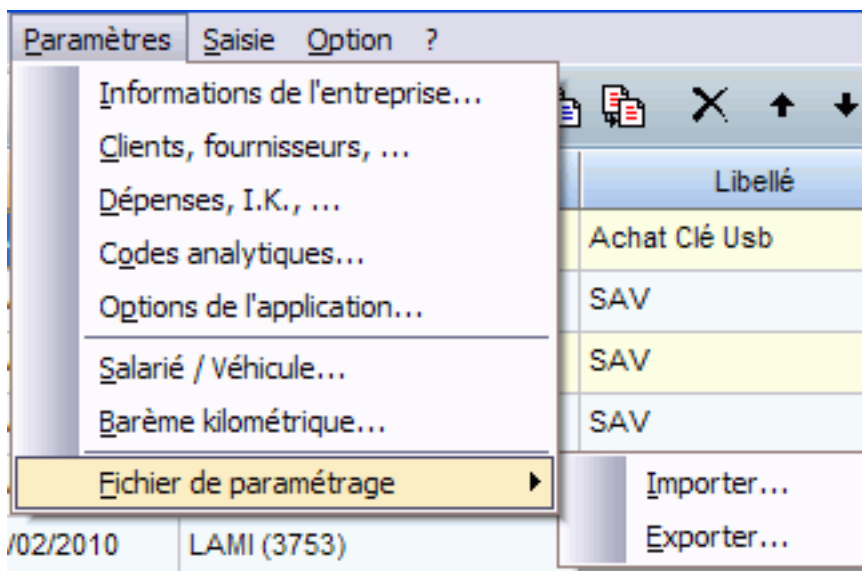 Paramètres Saisie Option ?
Informations de l'entreprise...
Clients, fournisseurs, ...
Dépenses, I.K., ...
Libellé
Achat Clé Usb
Codes analytiques...
Options de l'application...
SAV
Salarié / Véhicule...
SAV
Barème kilométrique...
SAV
Fichier de paramétrage
Importer...
Exporter...
/02/2010 LAMI (3753)